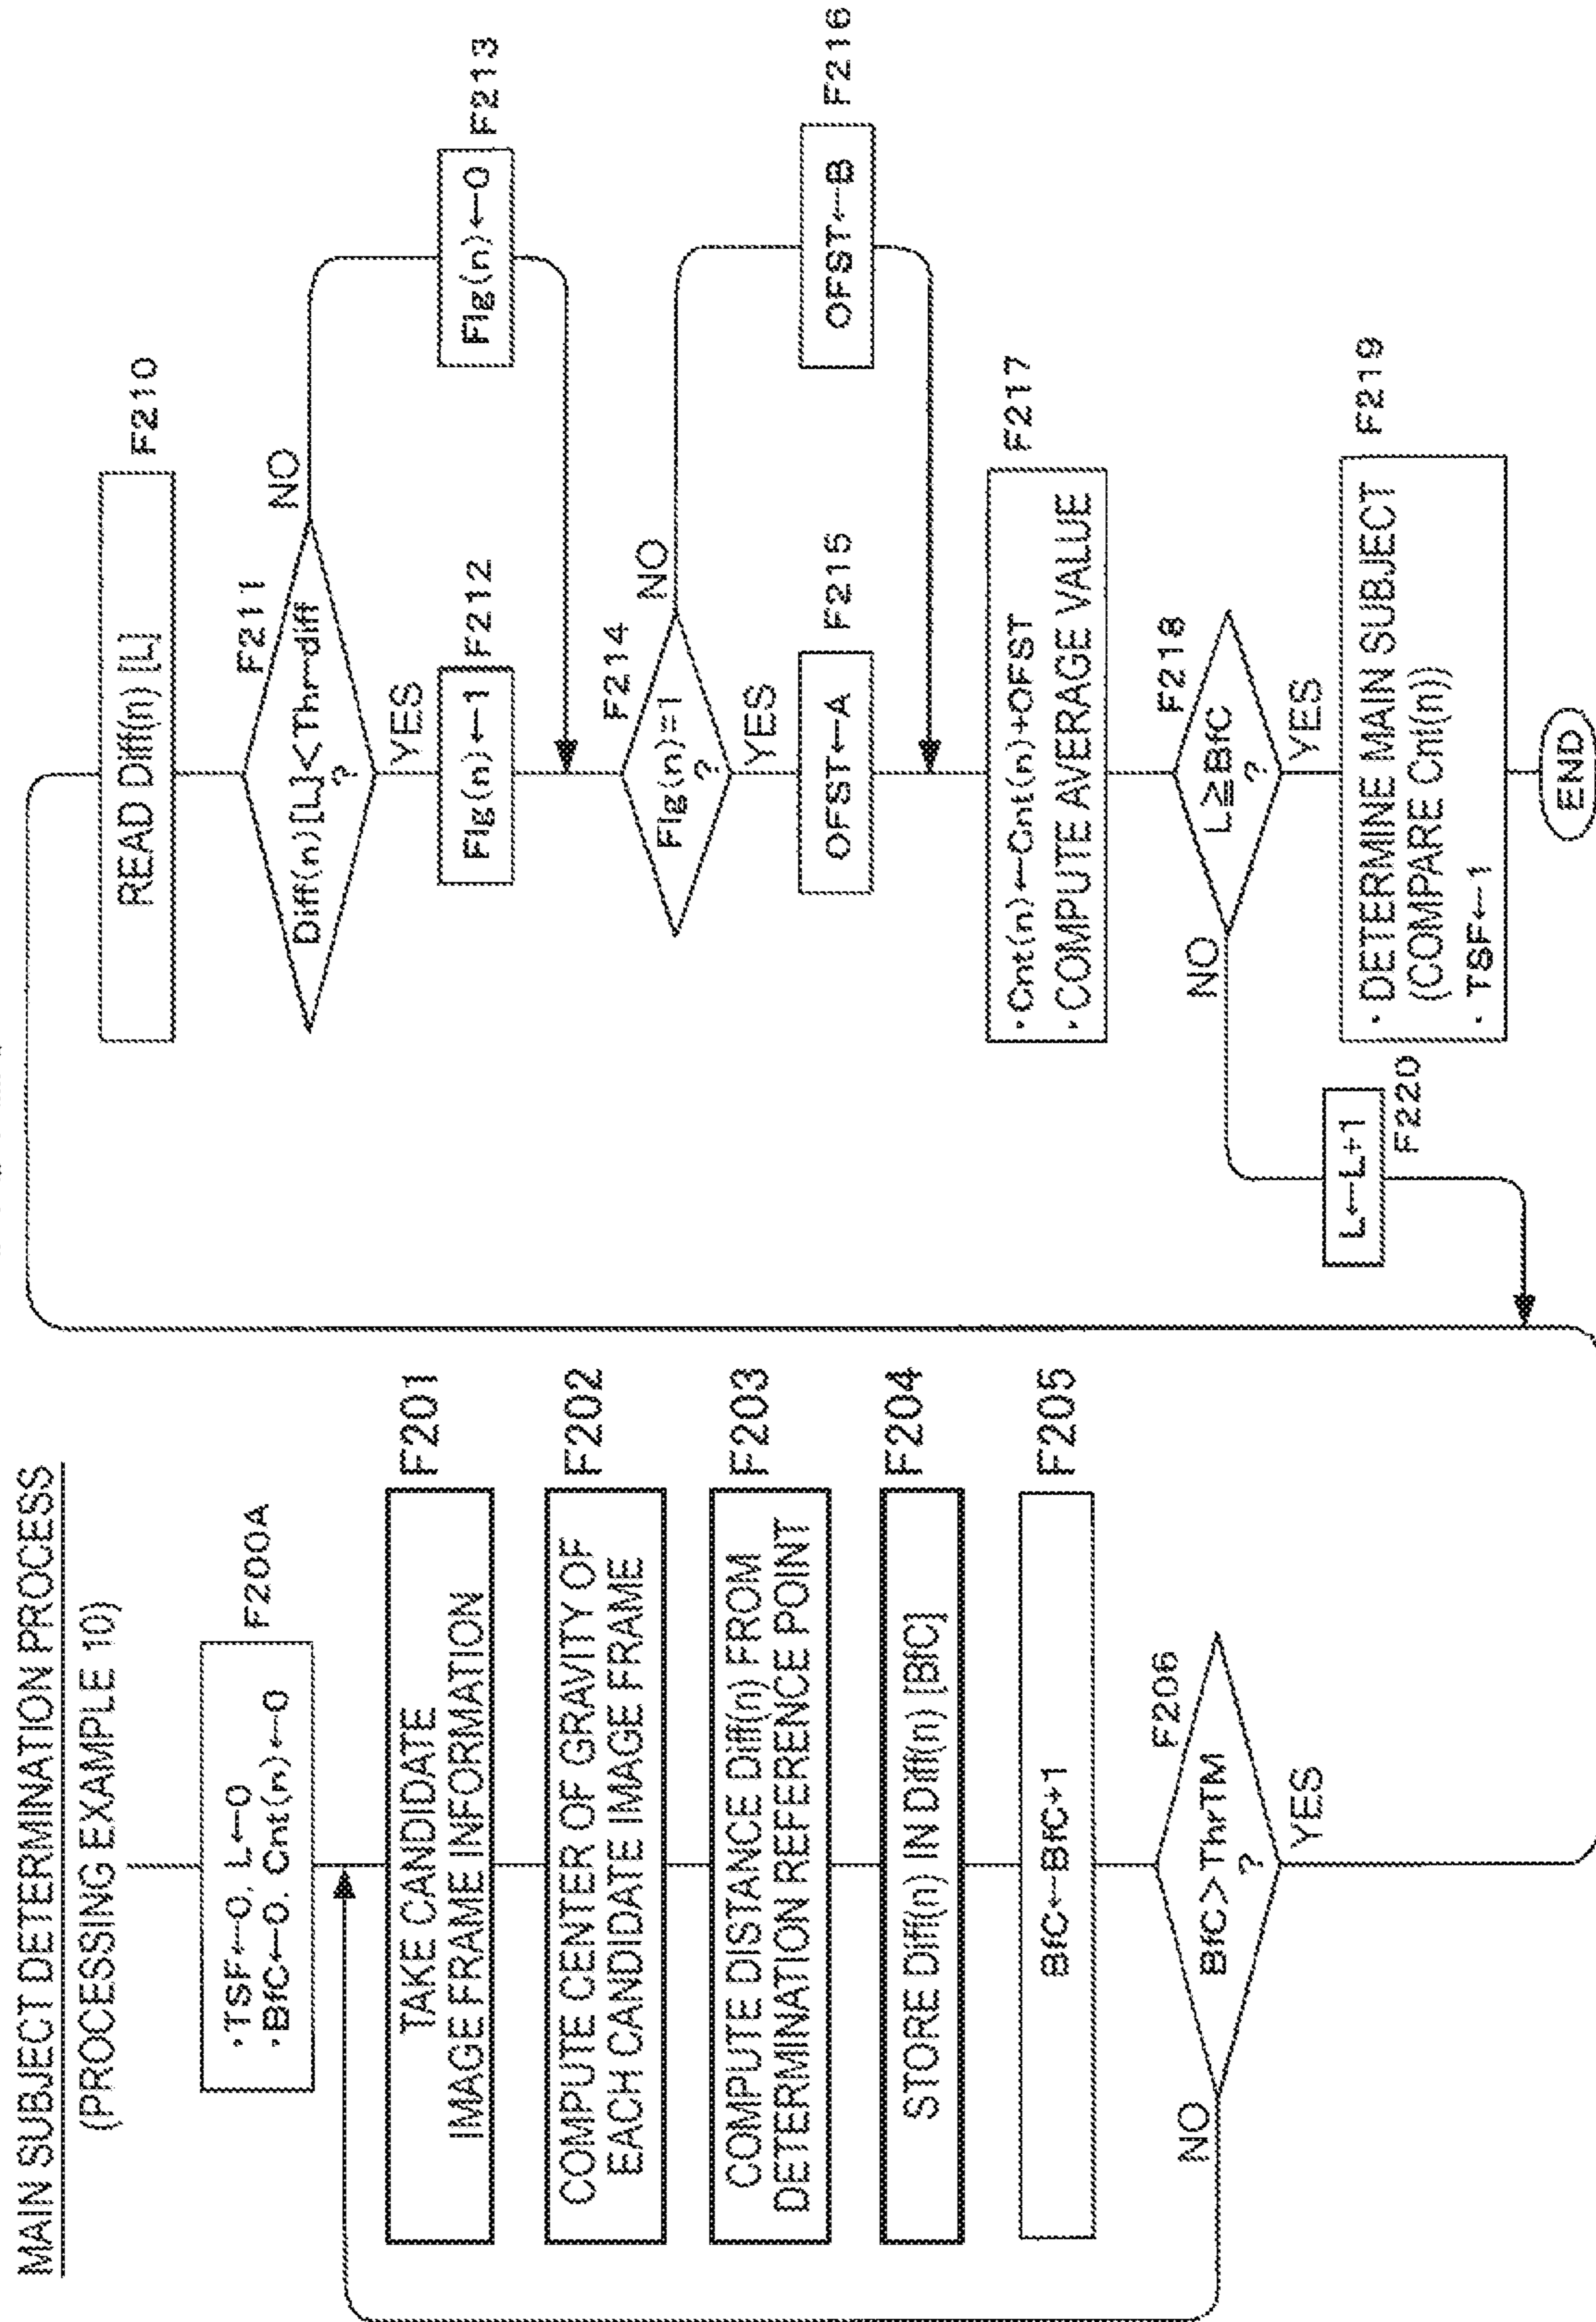 MAIN SUBJECT DETERMINATION PROCESS
(PROCESSING EXAMPLE 10)
F200A
·TSF←0, L←0
·BfC←0, Cnt(n)←0
F201
TAKE CANDIDATE
IMAGE FRAME INFORMATION
F202
COMPUTE CENTER OF GRAVITY OF
EACH CANDIDATE IMAGE FRAME
F203
COMPUTE DISTANCE Diff(n) FROM
DETERMINATION REFERENCE POINT
F204
STORE Diff(n) IN Diff(n) [BfC]
F205
BfC←BfC+1
F206
BfC>ThrTM
?
NO
YES
F210
READ Diff(n) [L]
F211
Diff(n)[L]<Thr-diff
?
NO
YES
F212
Flg(n)←1
F213
Flg(n)←0
F214
Flg(n)=1
?
NO
YES
F215
OFST←A
F216
OFST←B
F217
·Cnt(n)←Cnt(n)+OFST
·COMPUTE AVERAGE VALUE
F218
L≧BfC
?
NO
YES
F219
· DETERMINE MAIN SUBJECT
(COMPARE Cnt(n))
· TSF←1
L←L+1
F220
END